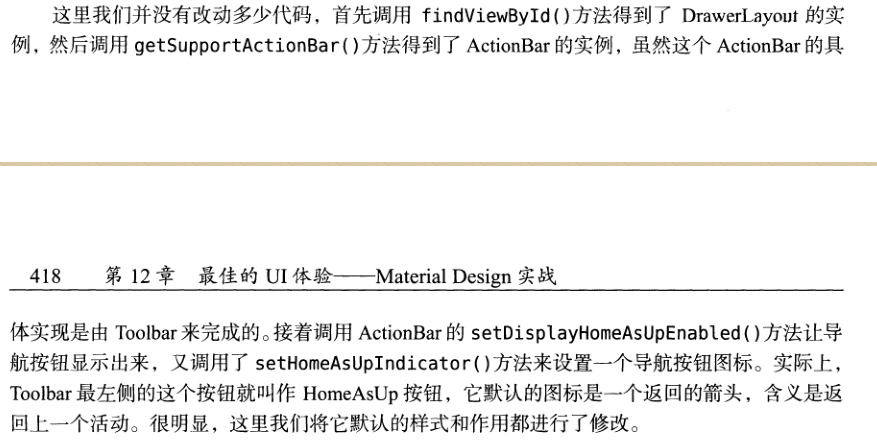 这里我们并没有改动多少代码，首先调用 findViewById()方法得到了 DrawerLayout 的实
例，然后调用 getSupportActionBar()方法得到了 ActionBar 的实例，虽然这个 ActionBar 的具
418 第 12 章 最佳的 UI 体验——Material Design 实战
体实现是由 Toolbar 来完成的。接着调用 ActionBar 的 setDisplayHomeAsUpEnabled()方法让导
航按钮显示出来，又调用了 setHomeAsUpIndicator()方法来设置一个导航按钮图标。实际上，
Toolbar 最左侧的这个按钮就叫作 HomeAsUp 按钮，它默认的图标是一个返回的箭头，含义是返
回上一个活动。很明显，这里我们将它默认的样式和作用都进行了修改。